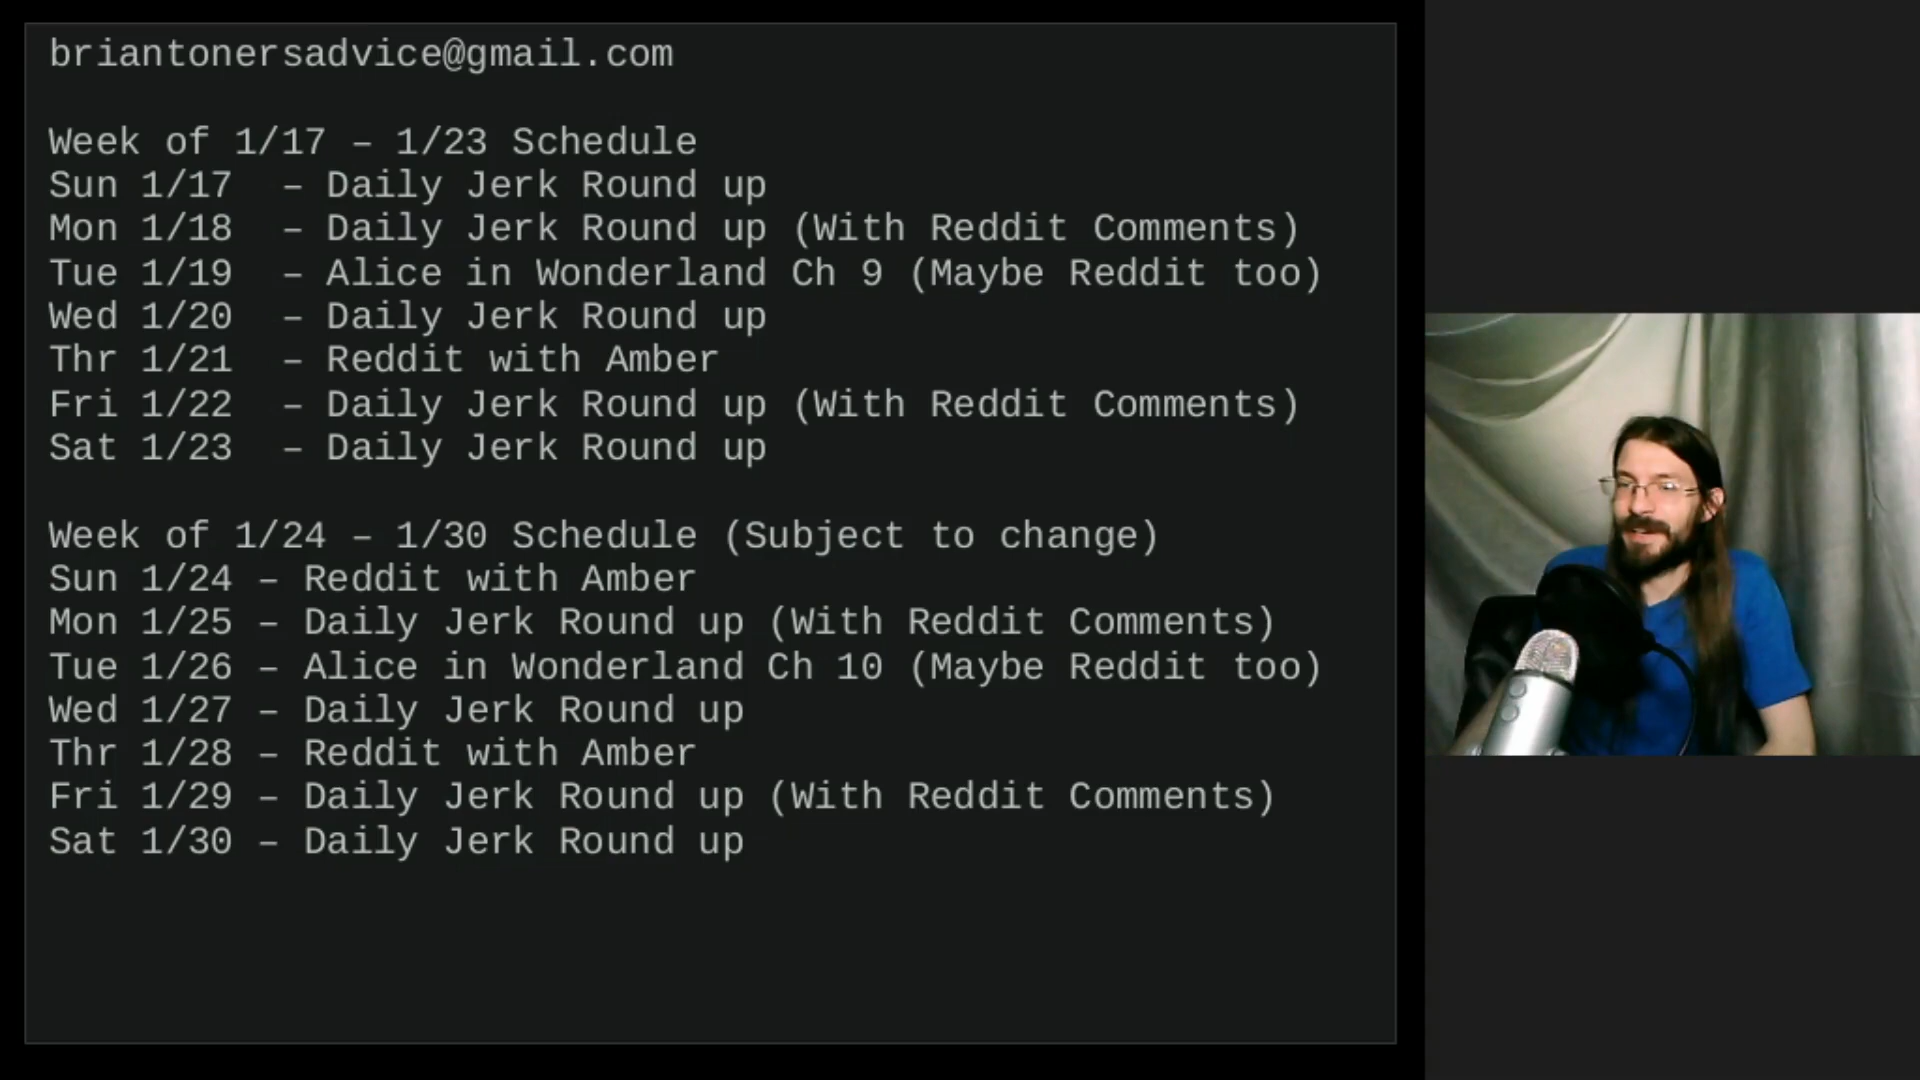 briantonersadvice@gmail.com
Week of 1/17 – 1/23 Schedule
Sun 1/17  – Daily Jerk Round up
Mon 1/18  – Daily Jerk Round up (With Reddit Comments)
Tue 1/19  – Alice in Wonderland Ch 9 (Maybe Reddit too)
Wed 1/20  – Daily Jerk Round up
Thr 1/21  – Reddit with Amber
Fri 1/22  – Daily Jerk Round up (With Reddit Comments)
Sat 1/23  – Daily Jerk Round up
Week of 1/24 – 1/30 Schedule (Subject to change)
Sun 1/24 – Reddit with Amber
Mon 1/25 – Daily Jerk Round up (With Reddit Comments)
Tue 1/26 – Alice in Wonderland Ch 10 (Maybe Reddit too)
Wed 1/27 – Daily Jerk Round up
Thr 1/28 – Reddit with Amber
Fri 1/29 – Daily Jerk Round up (With Reddit Comments)
Sat 1/30 – Daily Jerk Round up